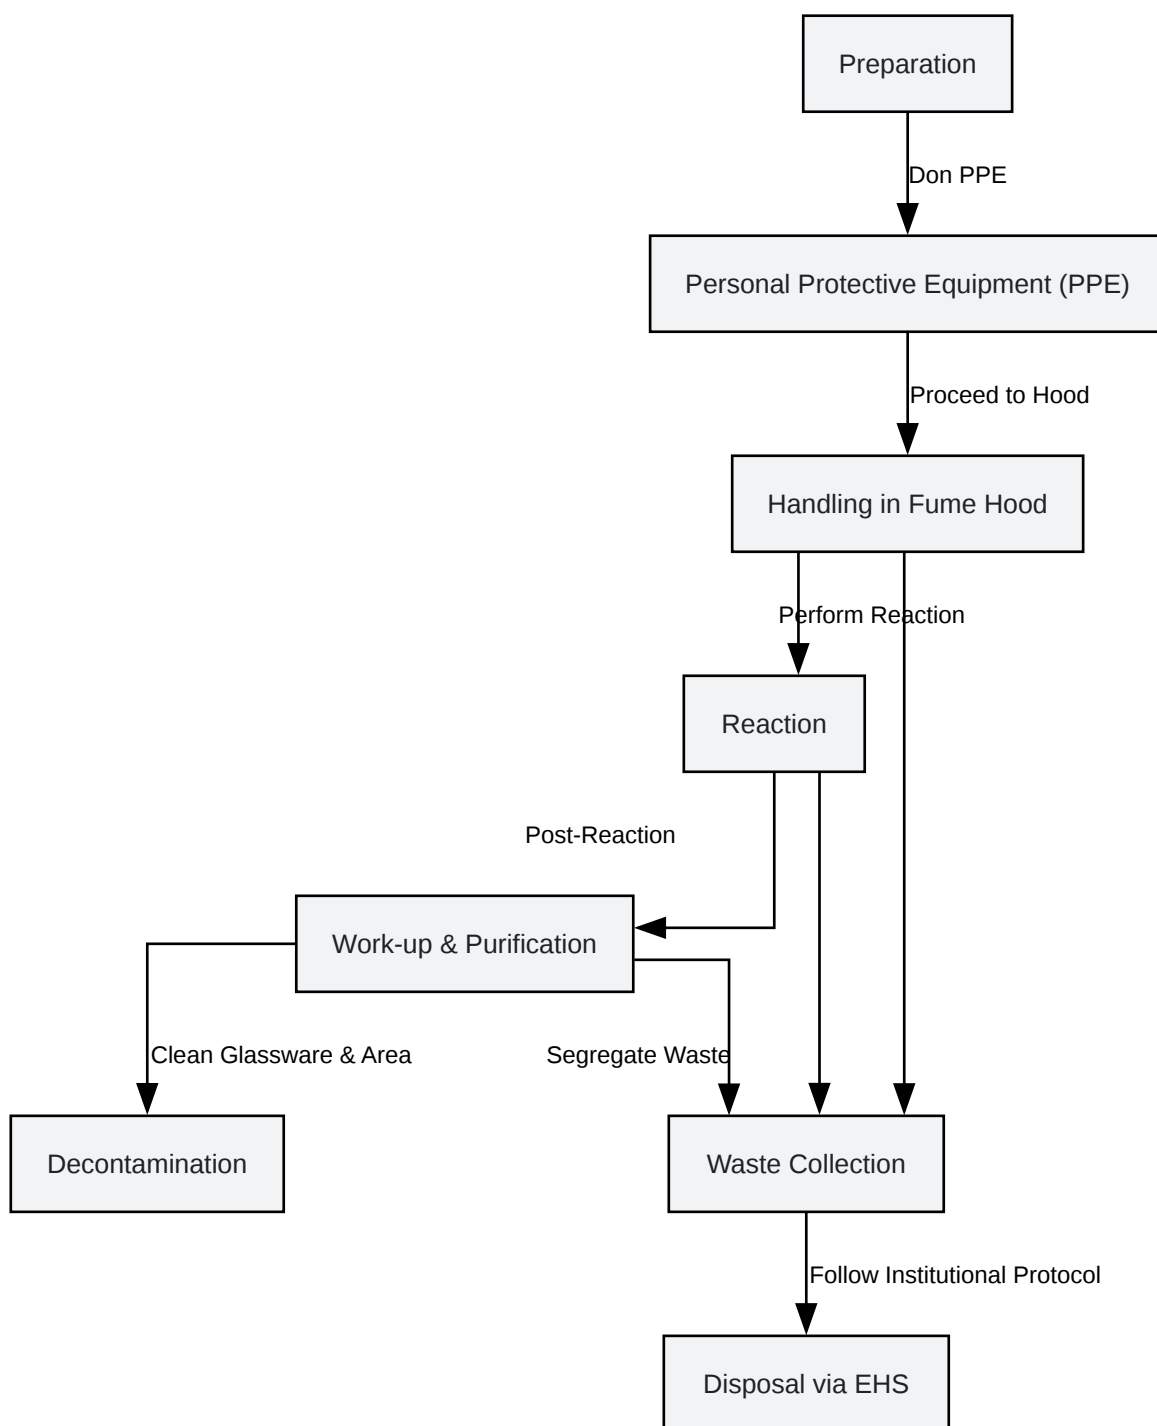 Preparation
Don PPE
Personal Protective Equipment (PPE)
Proceed to Hood
Handling in Fume Hood
Perform Reaction
Reaction
Post-Reaction
Work-up & Purification
Clean Glassware & Area
Segregate Waste
Decontamination
Waste Collection
Follow Institutional Protocol
Disposal via EHS